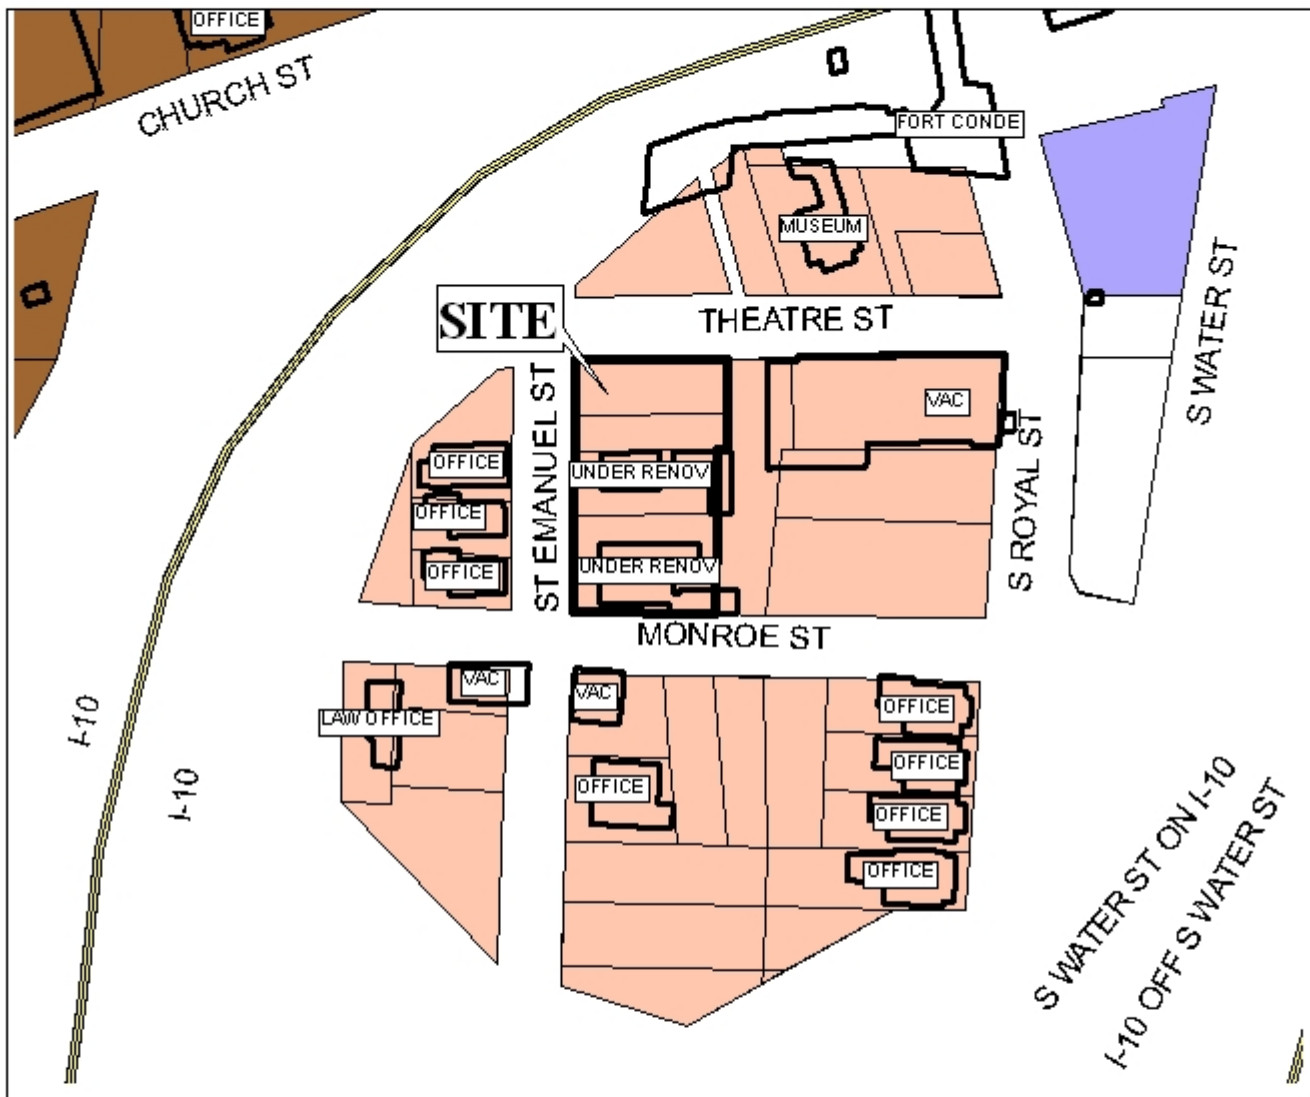 OFFICE
CHURCH ST
FORT CONDE
MUSEUM
SITE
THEATRE ST
S WATER ST
ST EMANUEL ST
VAC
S ROYAL ST
OFFICE
UNDER RENOV
OFFICE
OFFICE
UNDER RENOV
MONROE ST
VAC
VAC
LAW OFFICE
OFFICE
I-10
I-10
OFFICE
OFFICE
OFFICE
OFFICE
S WATER ST ON I-10
I-10 OFF S WATER ST